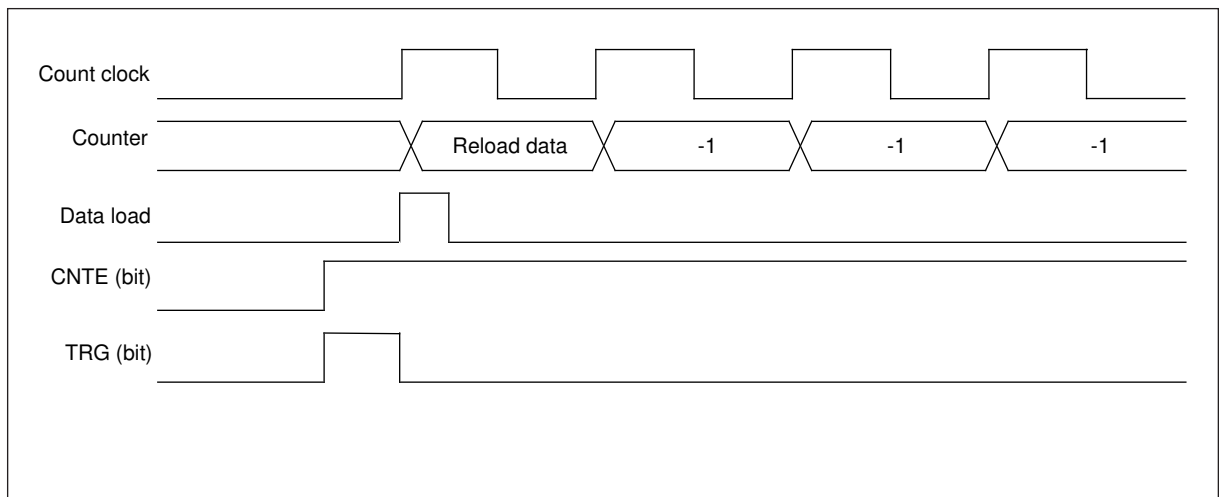 Count clock
Counter
Reload data
-1
-1
-1
Data load
CNTE (bit)
TRG (bit)